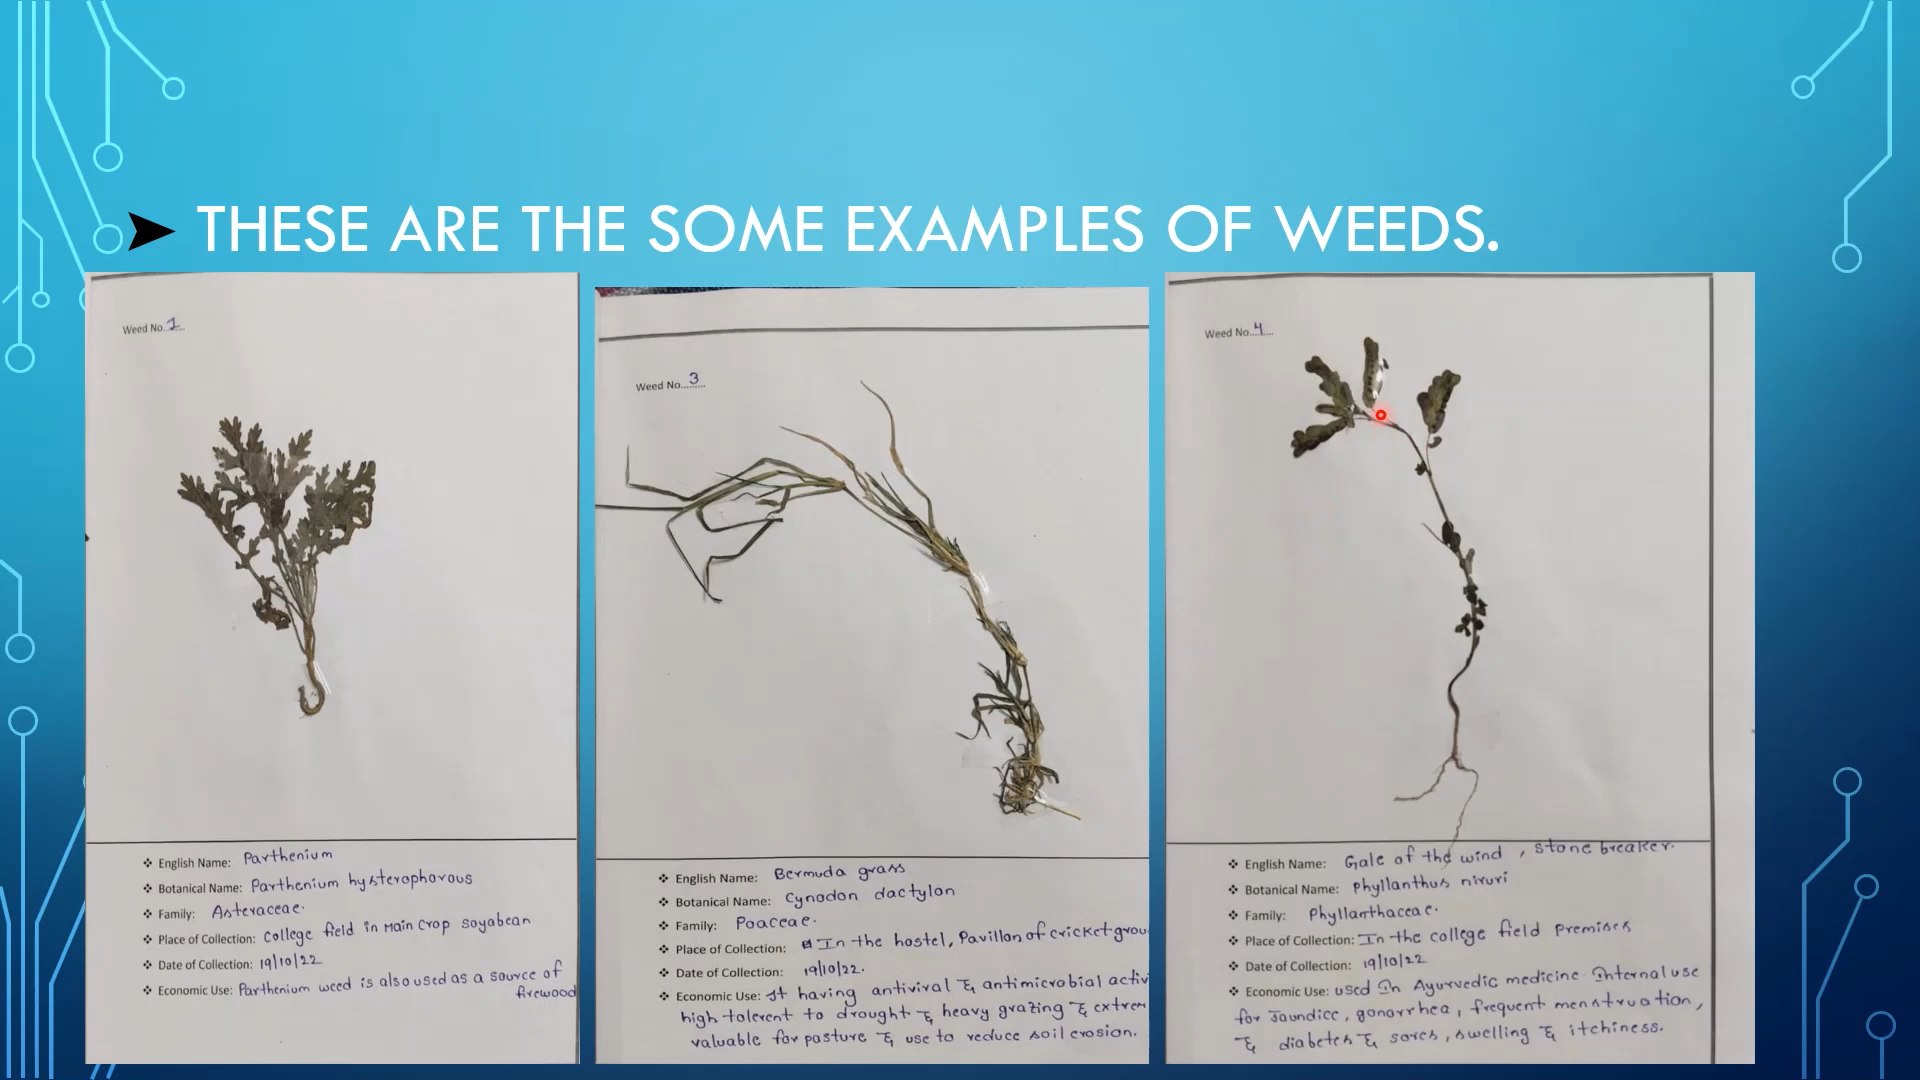 THESE ARE THE SOME EXAMPLES OF WEEDS.
Weed No. 1
English Name: Parthenium
Botanical Name: Parthenium hysterophorous
Family: Asteraceae.
Place of Collection: college field in Main crop soyabean
Date of Collection: 19/10/22
Economic Use: Parthenium weed is also used as a source of
firewood
Weed No. 3
English Name: Bermuda grass
Botanical Name: Cynodon dactylon
Family: Poaceae.
Place of Collection: In the hostel, Pavillon of cricket grou
Date of Collection: 19/10/22.
Economic Use: It having antiviral & antimicrobial activ
high tolerent to drought & heavy grazing & extrem
valuable for pasture & use to reduce soil erosion.
Weed No. 4
English Name: Gale of the wind , stone breaker.
Botanical Name: Phyllanthus niruri
Family: Phyllanthaceae.
Place of Collection: In the college field Premises
Date of Collection: 19/10/22
Economic Use: used In Ayurvedic medicine. Internal use
for Jaundice, gonorrhea, frequent menstruation,
& diabetes & sores, swelling & itchiness.